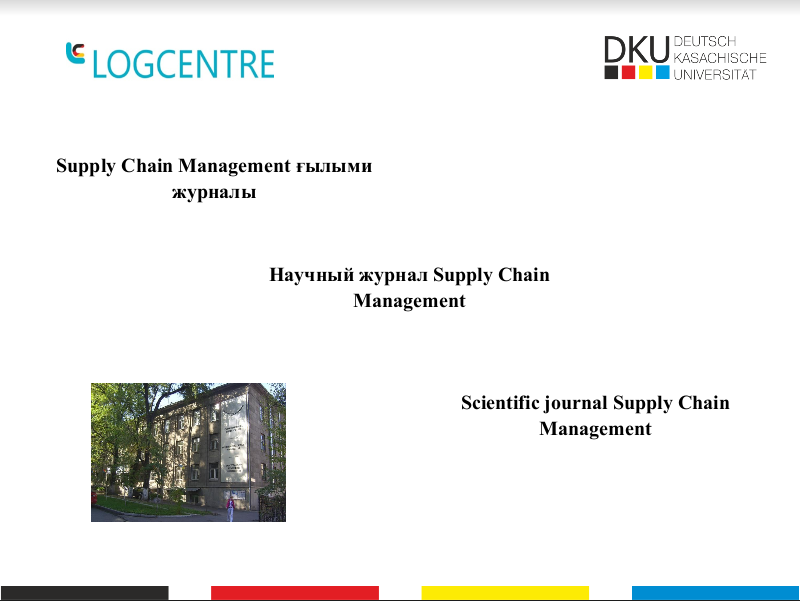 LOGCENTRE
DKU DEUTSCH
KASACHISCHE
UNIVERSITÄT
Supply Chain Management ғылыми
журналы
Научный журнал Supply Chain
Management
Scientific journal Supply Chain
Management